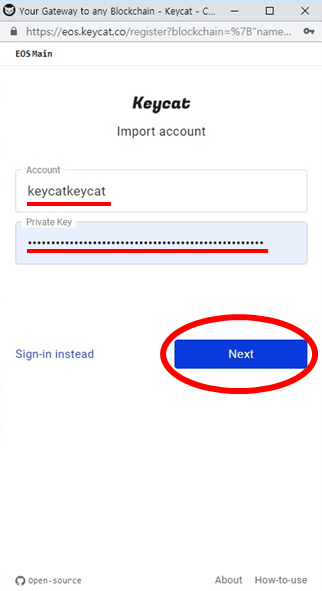 Your Gateway to any Blockchain - Keycat - C...
https://eos.keycat.co/register?blockchain=%7B"name...
EOS Main
Keycat
Import account
Account
keycatkeycat
Private Key
Sign-in instead
Next
Open-source
About
How-to-use